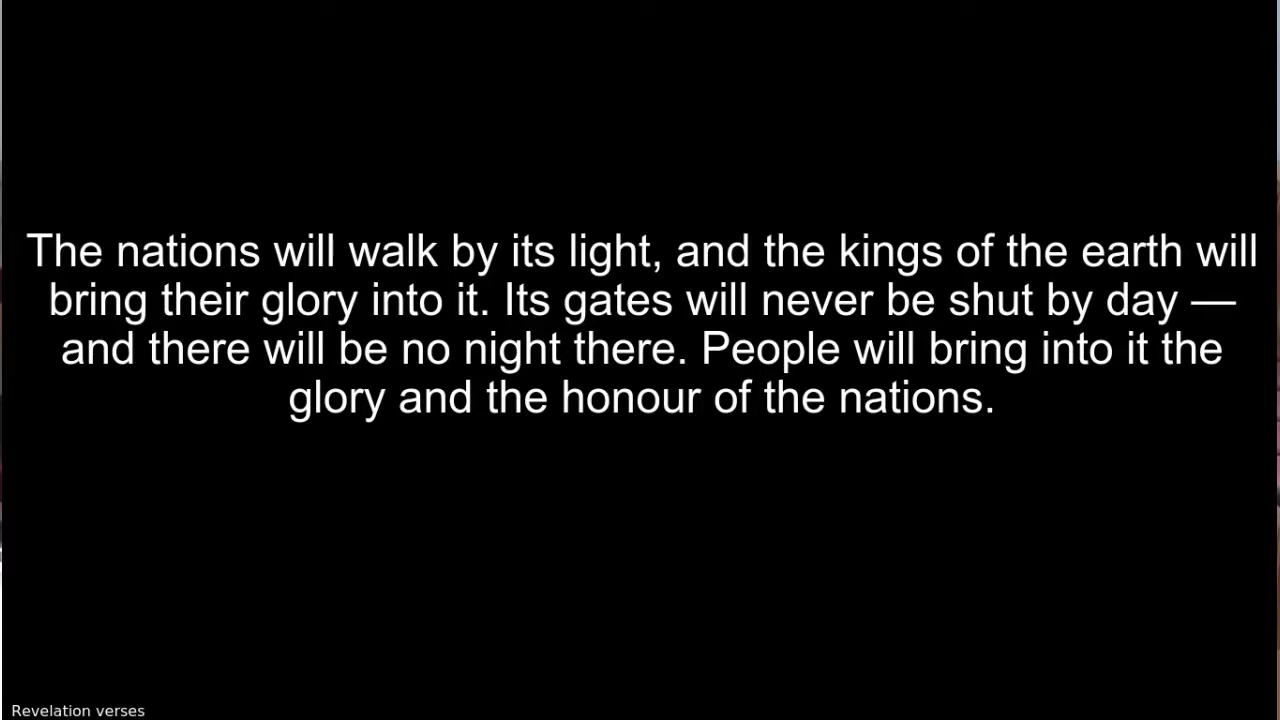 The nations will walk by its light, and the kings of the earth will
bring their glory into it. Its gates will never be shut by day —
and there will be no night there. People will bring into it the
glory and the honour of the nations.
Revelation verses